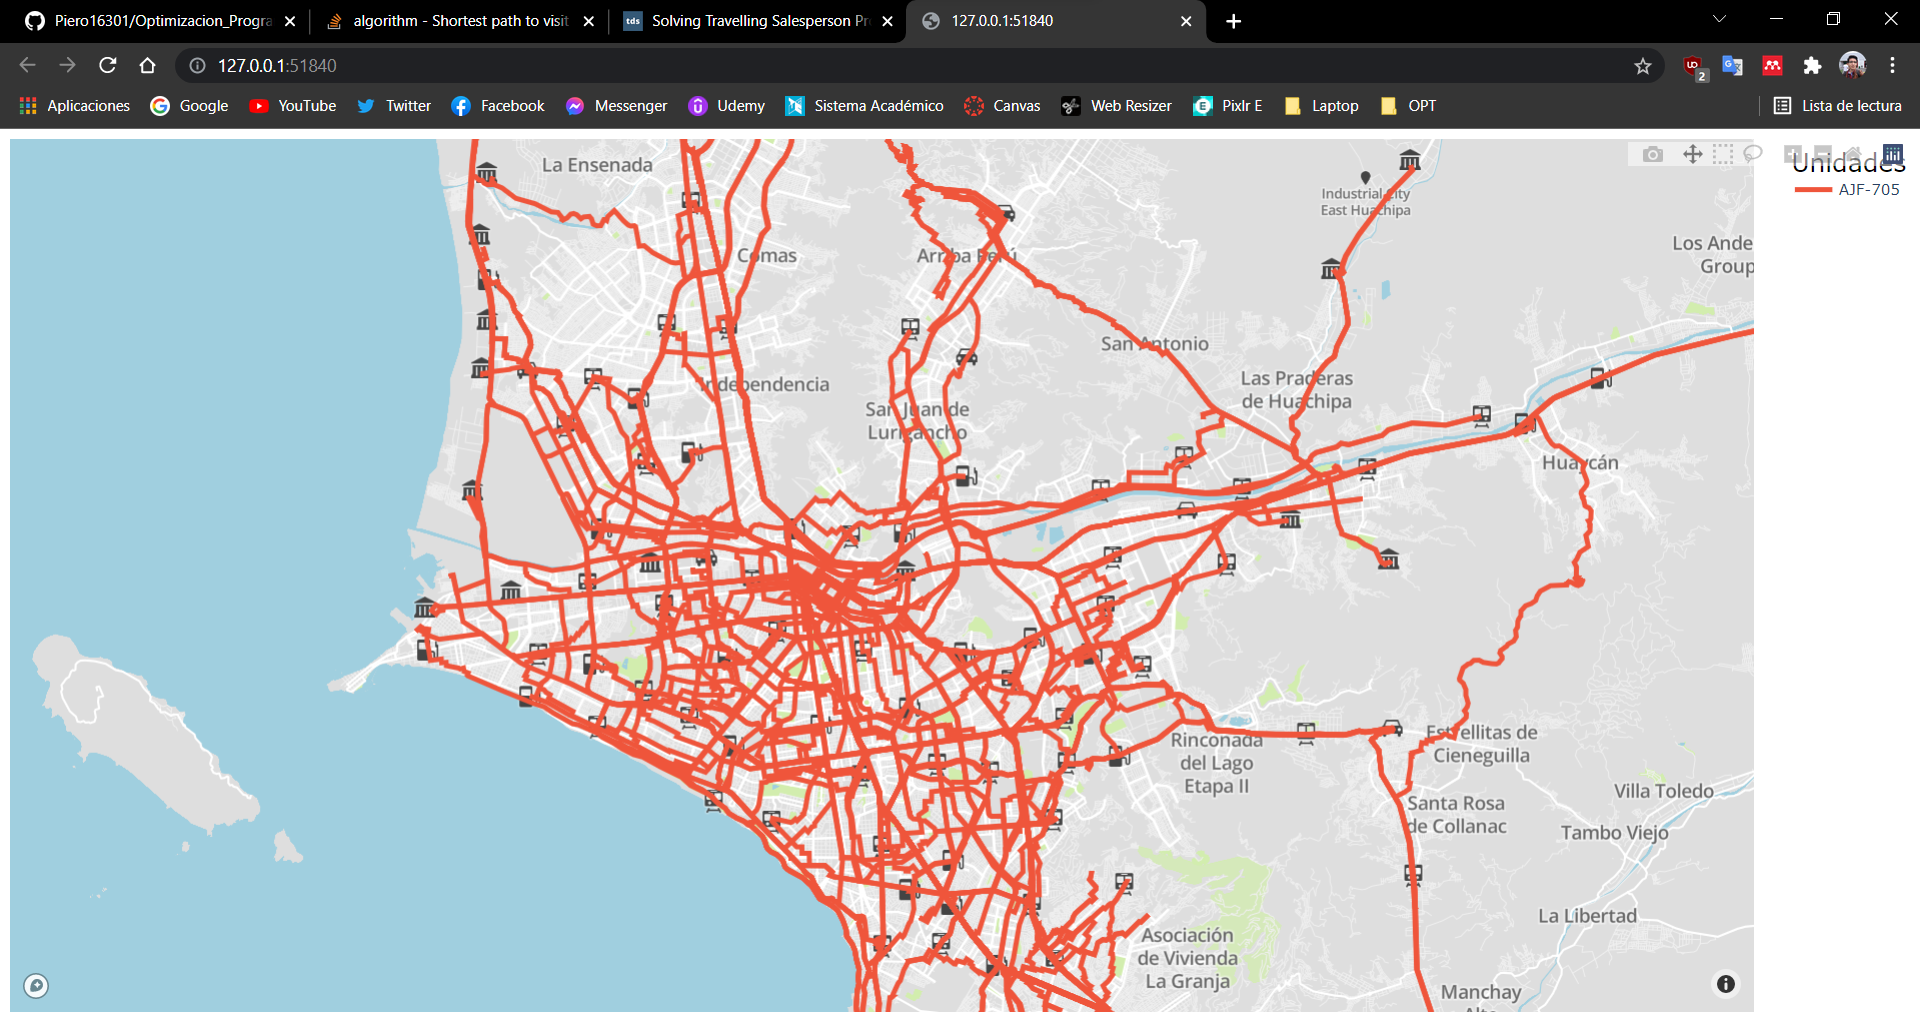 Piero16301/Optimizacion_Progra
algorithm - Shortest path to visit
tds
Solving Travelling Salesperson Pr
127.0.0.1:51840
127.0.0.1:51840
2
Aplicaciones
Google
YouTube
Twitter
Facebook
Messenger
Udemy
Sistema Académico
Canvas
Web Resizer
Pixlr E
Laptop
OPT
Lista de lectura
La Ensenada
Industrial City
East Huachipa
Unidades
AJF-705
Los Ande
Group
Comas
Arriba Perú
San Antonio
Independencia
Las Praderas
de Huachipa
San Juan de
Lurigancho
Huaycán
Rinconada
del Lago
Etapa II
Estrellitas de
Cieneguilla
Santa Rosa
de Collanac
Villa Toledo
Tambo Viejo
La Libertad
Asociación
de Vivienda
La Granja
Manchay